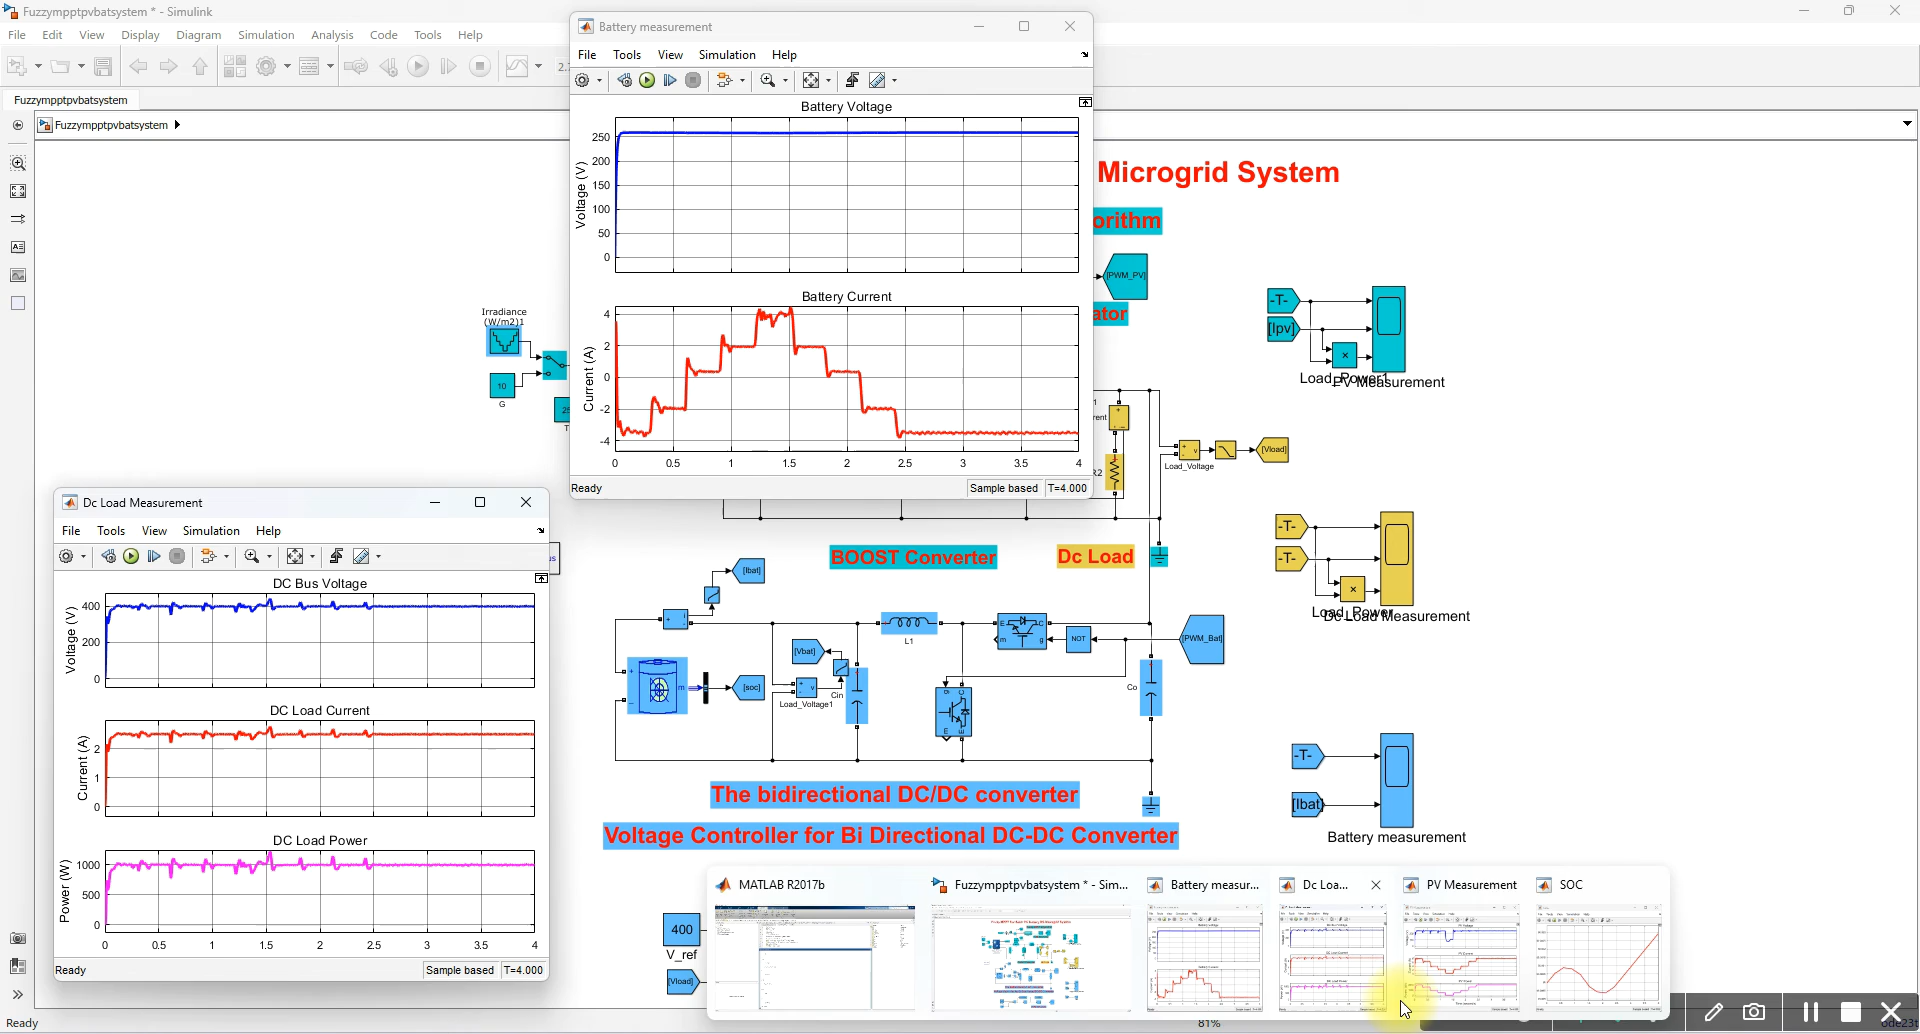 Fuzzympptpvbatsystem * - Simulink
File Edit View Display Diagram Simulation Analysis Code Tools Help
Fuzzympptpvbatsystem
Fuzzympptpvbatsystem
Battery measurement
File Tools View Simulation Help
Battery Voltage
Voltage (V)
250
200
150
100
50
0
Battery Current
Current (A)
4
2
0
-2
-4
0 0.5 1 1.5 2 2.5 3 3.5 4
Ready Sample based T=4.000
Microgrid System
orithm
[PWM_PV]
ator
Irradiance
(W/m2)1
10
G
25
T
-T-
[Ipv]
×
Load_Power1
PV Measurement
[Vload]
Load_Voltage
R2
Dc Load Measurement
File Tools View Simulation Help
DC Bus Voltage
Voltage (V)
400
200
0
DC Load Current
Current (A)
2
1
0
DC Load Power
Power (W)
1000
500
0
0 0.5 1 1.5 2 2.5 3 3.5 4
Ready Sample based T=4.000
BOOST Converter
Dc Load
-T-
-T-
×
Load_Power
Dc Load Measurement
[Ibat]
L1
[Vbat]
NOT
[PWM_Bat]
[soc]
Load_Voltage1
Cin
Co
m
-T-
[Ibat]
Battery measurement
The bidirectional DC/DC converter
Voltage Controller for Bi Directional DC-DC Converter
400
V_ref
[Vload]
MATLAB R2017b
Fuzzympptpvbatsystem * - Sim...
Battery measur...
Dc Loa...
PV Measurement
SOC
Ready
81%